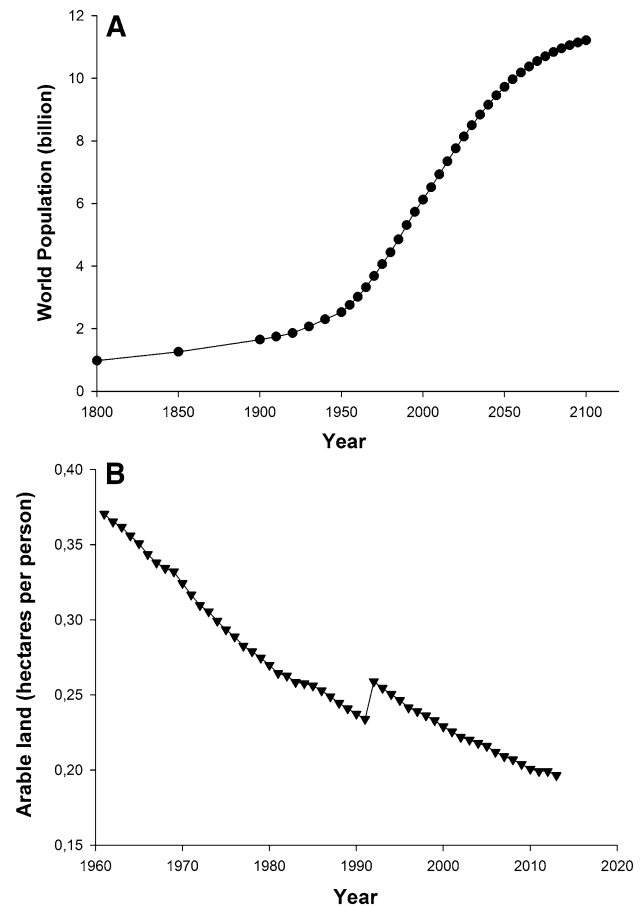 A
12
10
8
6
4
2
0
World Population (billion)
1800 1850 1900 1950 2000 2050 2100
Year
B
0,40
0,35
0,30
0,25
0,20
0,15
Arable land (hectares per person)
1960 1970 1980 1990 2000 2010 2020
Year